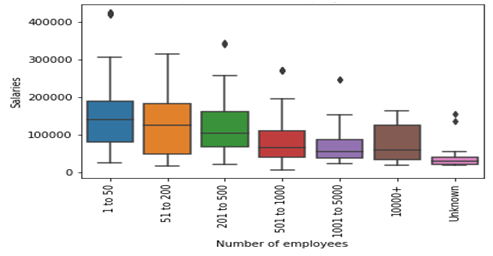 400000
300000
200000
100000
0
Salaries
1 to 50
51 to 200
201 to 500
501 to 1000
1001 to 5000
10000+
Unknown
Number of employees